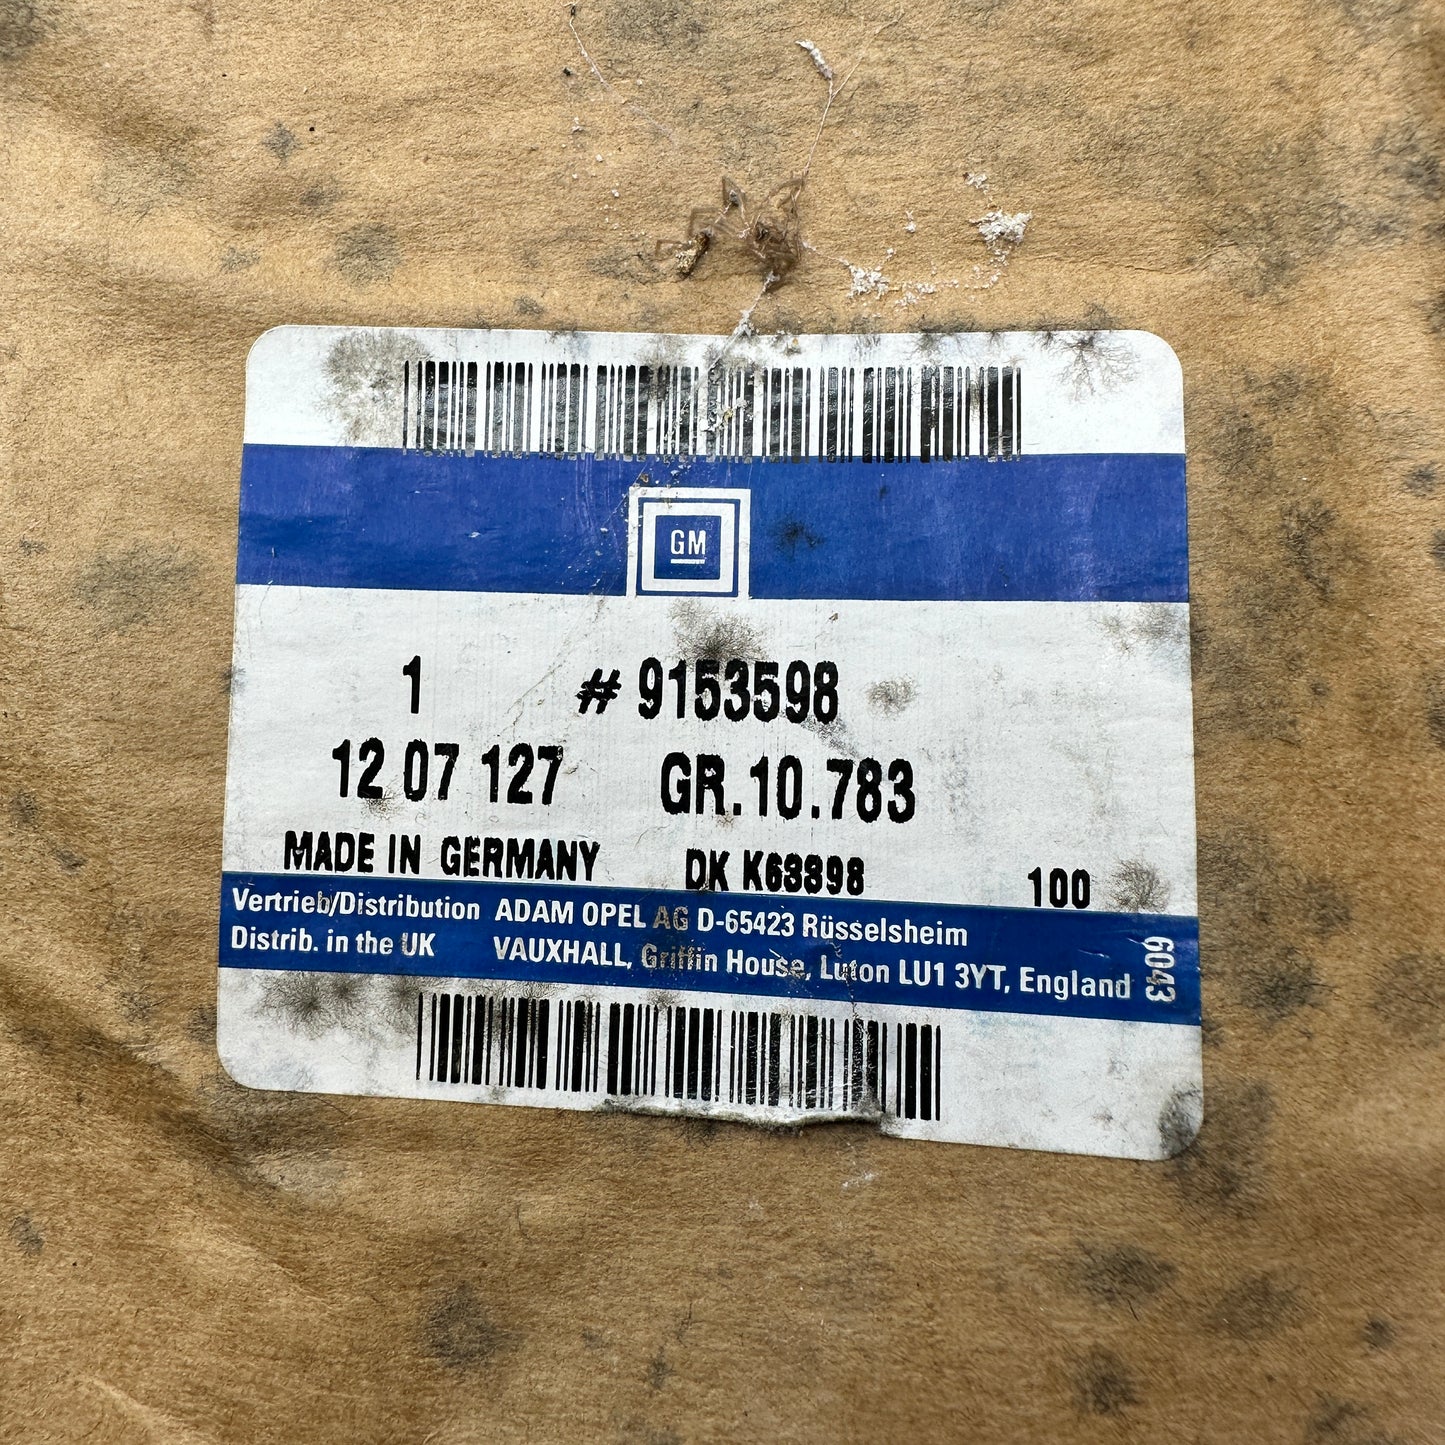 GM
1 # 9153598
12 07 127 GR.10.783
MADE IN GERMANY DK K63898 100
Vertrieb/Distribution ADAM OPEL AG D-65423 Rüsselsheim
Distrib. in the UK VAUXHALL, Griffin House, Luton LU1 3YT, England
6043